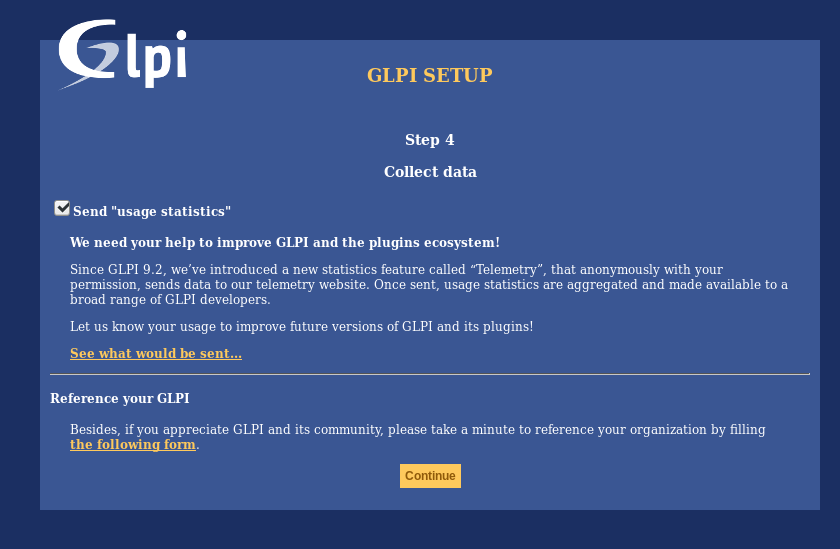 Glpi
GLPI SETUP
Step 4
Collect data
Send "usage statistics"
We need your help to improve GLPI and the plugins ecosystem!
Since GLPI 9.2, we’ve introduced a new statistics feature called “Telemetry”, that anonymously with your
permission, sends data to our telemetry website. Once sent, usage statistics are aggregated and made available to a
broad range of GLPI developers.
Let us know your usage to improve future versions of GLPI and its plugins!
See what would be sent...
Reference your GLPI
Besides, if you appreciate GLPI and its community, please take a minute to reference your organization by filling
the following form.
Continue